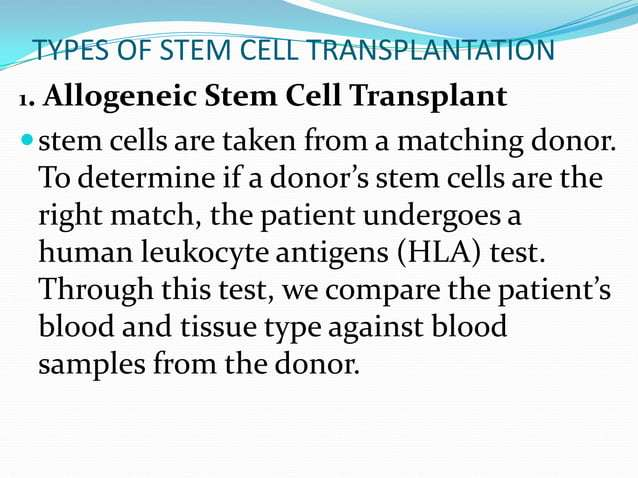 TYPES OF STEM CELL TRANSPLANTATION
1. Allogeneic Stem Cell Transplant
stem cells are taken from a matching donor.
To determine if a donor’s stem cells are the
right match, the patient undergoes a
human leukocyte antigens (HLA) test.
Through this test, we compare the patient’s
blood and tissue type against blood
samples from the donor.